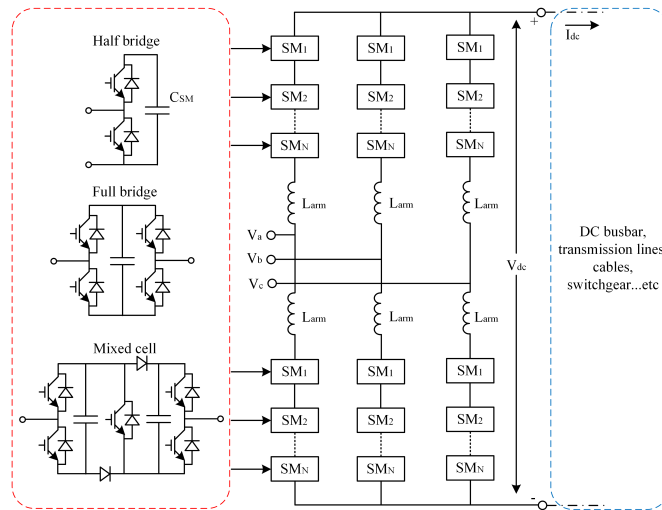 Half bridge
CSM
Full bridge
Mixed cell
SM1 SM1 SM1
SM2 SM2 SM2
SMN SMN SMN
Larm Larm Larm
Va
Vb
Vc
Larm Larm Larm
SM1 SM1 SM1
SM2 SM2 SM2
SMN SMN SMN
+
Vdc
-
Idc
DC busbar,
transmission lines
cables,
switchgear...etc